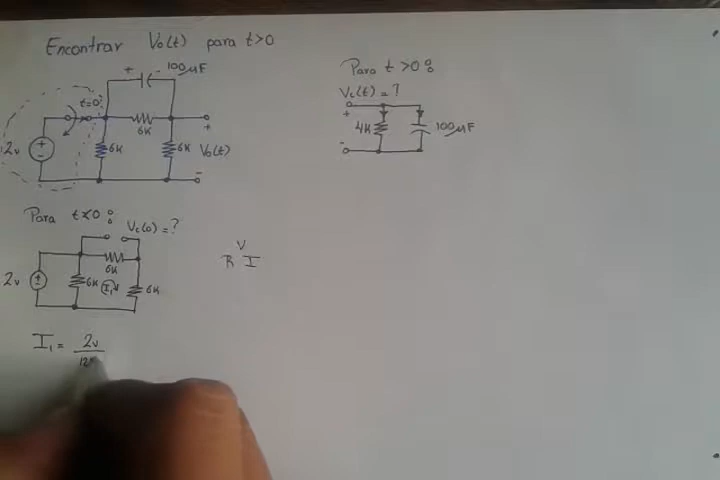 Encontrar Vo(t) para t>0
+ - 100μF
t=0
6K
2v + -
6K
6K
+ Vo(t) -
Para t>0:
Vc(t) = ?
+ -
4K
100μF
Para t<0:
Vc(0) = ?
6K
2v
6K I₁
6K
V
R I
I₁ = 2v
12